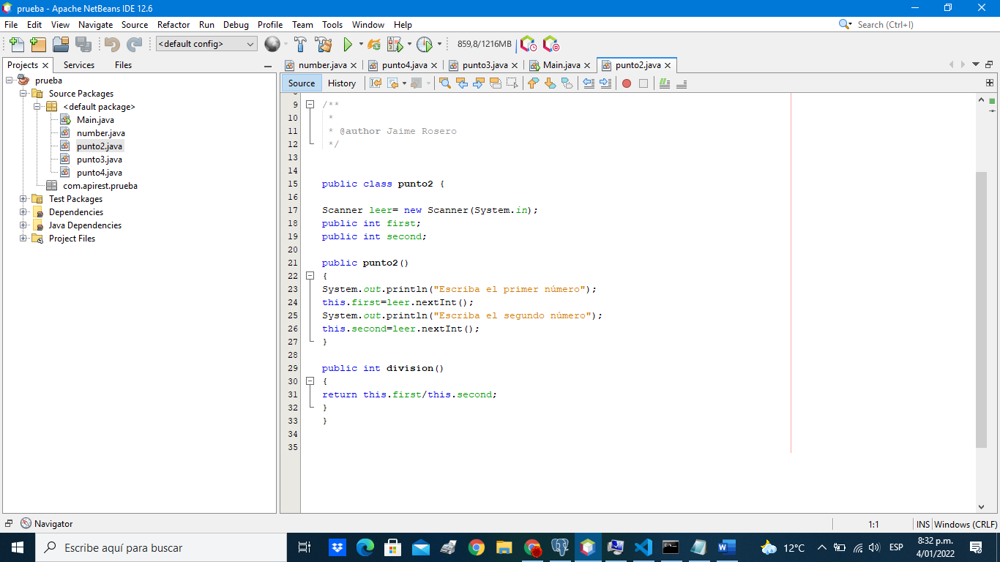 prueba - Apache NetBeans IDE 12.6
File Edit View Navigate Source Refactor Run Debug Profile Team Tools Window Help
Search (Ctrl+I)
<default config>
859,8/1216MB
Projects
Services
Files
number.java
punto4.java
punto3.java
Main.java
punto2.java
Source
History
prueba
Source Packages
<default package>
Main.java
number.java
punto2.java
punto3.java
punto4.java
com.apirest.prueba
Test Packages
Dependencies
Java Dependencies
Project Files
9 /**
10 *
11 * @author Jaime Rosero
12 */
13
14
15 public class punto2 {
16
17 Scanner leer= new Scanner(System.in);
18 public int first;
19 public int second;
20
21 public punto2()
22 {
23 System.out.println("Escriba el primer número");
24 this.first=leer.nextInt();
25 System.out.println("Escriba el segundo número");
26 this.second=leer.nextInt();
27 }
28
29 public int division()
30 {
31 return this.first/this.second;
32 }
33 }
34
35
Navigator
1:1
INS
Windows (CRLF)
Escribe aquí para buscar
12°C
ESP
8:32 p.m.
4/01/2022